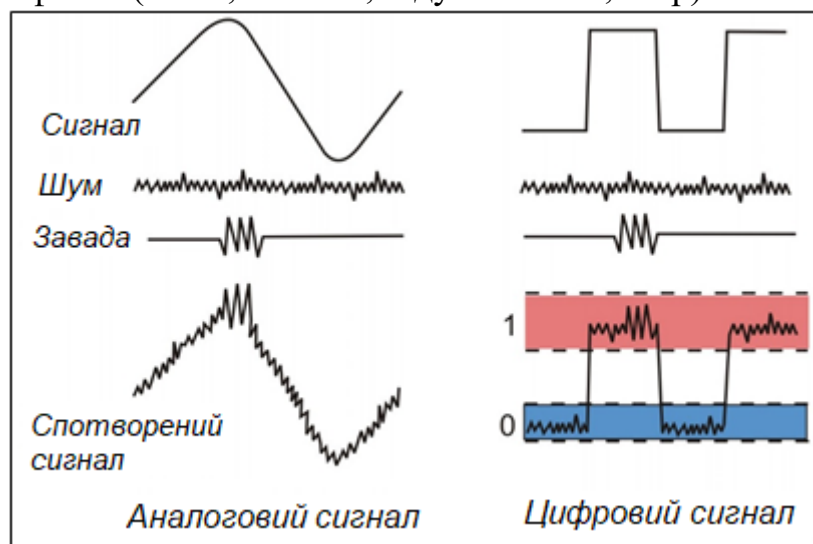 Сигнал
Шум
Завада
1
0
Спотворений
сигнал
Аналоговий сигнал
Цифровий сигнал